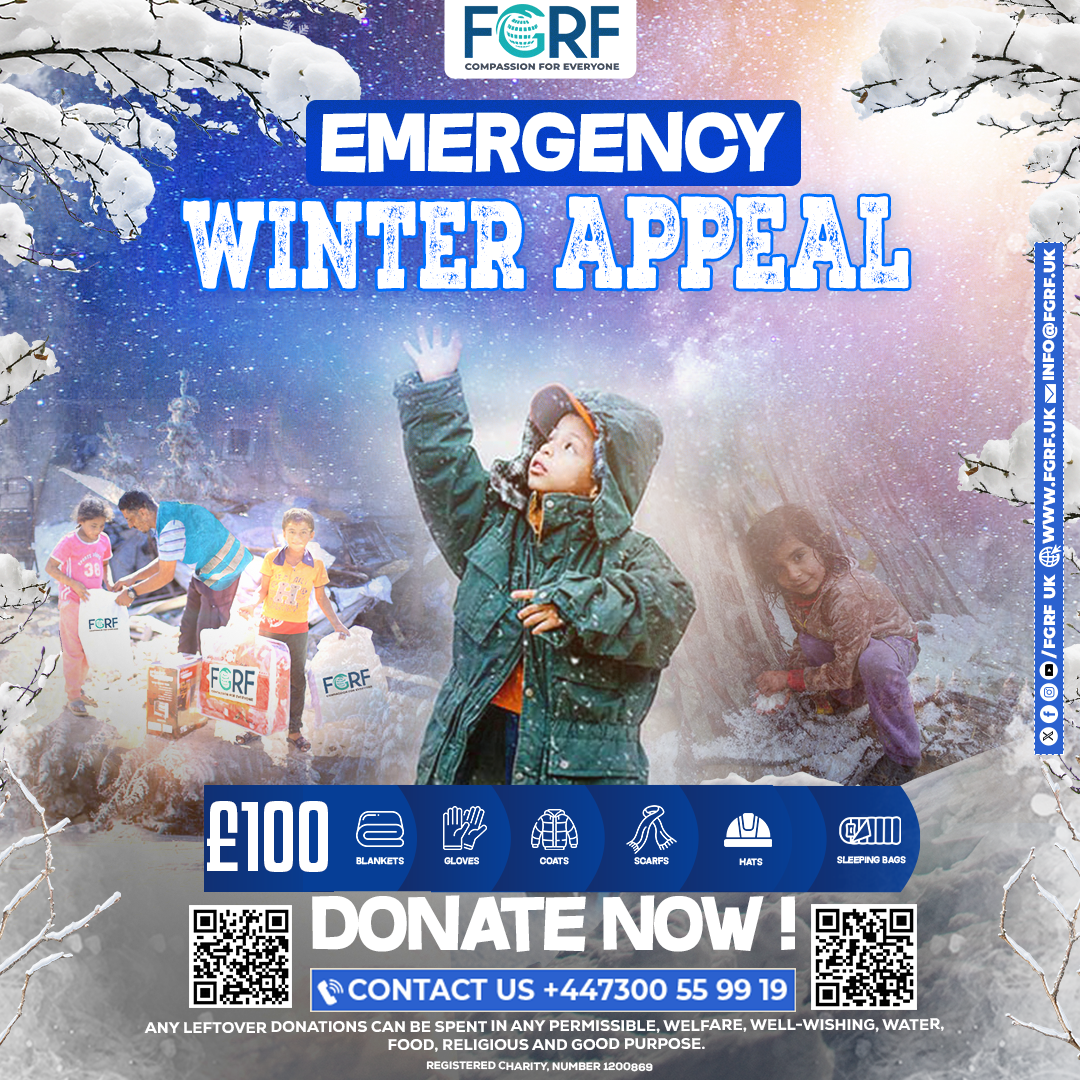 FGRF
COMPASSION FOR EVERYONE
EMERGENCY
WINTER APPEAL
INFO@FGRF.UK
WWW.FGRF.UK
/FGRF UK
38
FGRF
FGRF
FGRF
COMPASSION FOR EVERYONE
£100
BLANKETS
GLOVES
COATS
SCARFS
HATS
SLEEPING BAGS
DONATE NOW !
CONTACT US +447300 55 99 19
ANY LEFTOVER DONATIONS CAN BE SPENT IN ANY PERMISSIBLE, WELFARE, WELL-WISHING, WATER,
FOOD, RELIGIOUS AND GOOD PURPOSE.
REGISTERED CHARITY, NUMBER 1200869